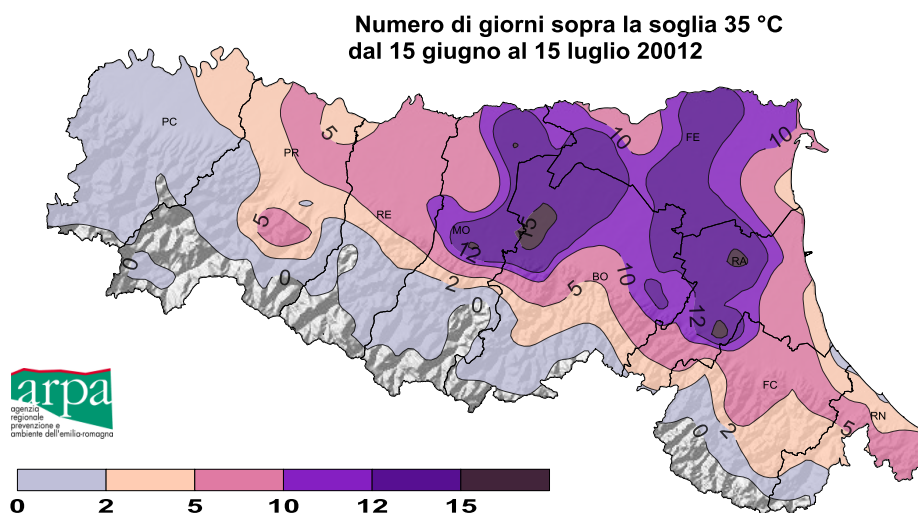 Numero di giorni sopra la soglia 35 °C
dal 15 giugno al 15 luglio 20012
PC
PR
5
RE
5
MO
12
15
BO
10
FE
10
10
RA
12
5
2
0
0
0
2
0
FC
RN
5
arpa
agenzia
regionale
prevenzione e
ambiente dell'emilia-romagna
0 2 5 10 12 15